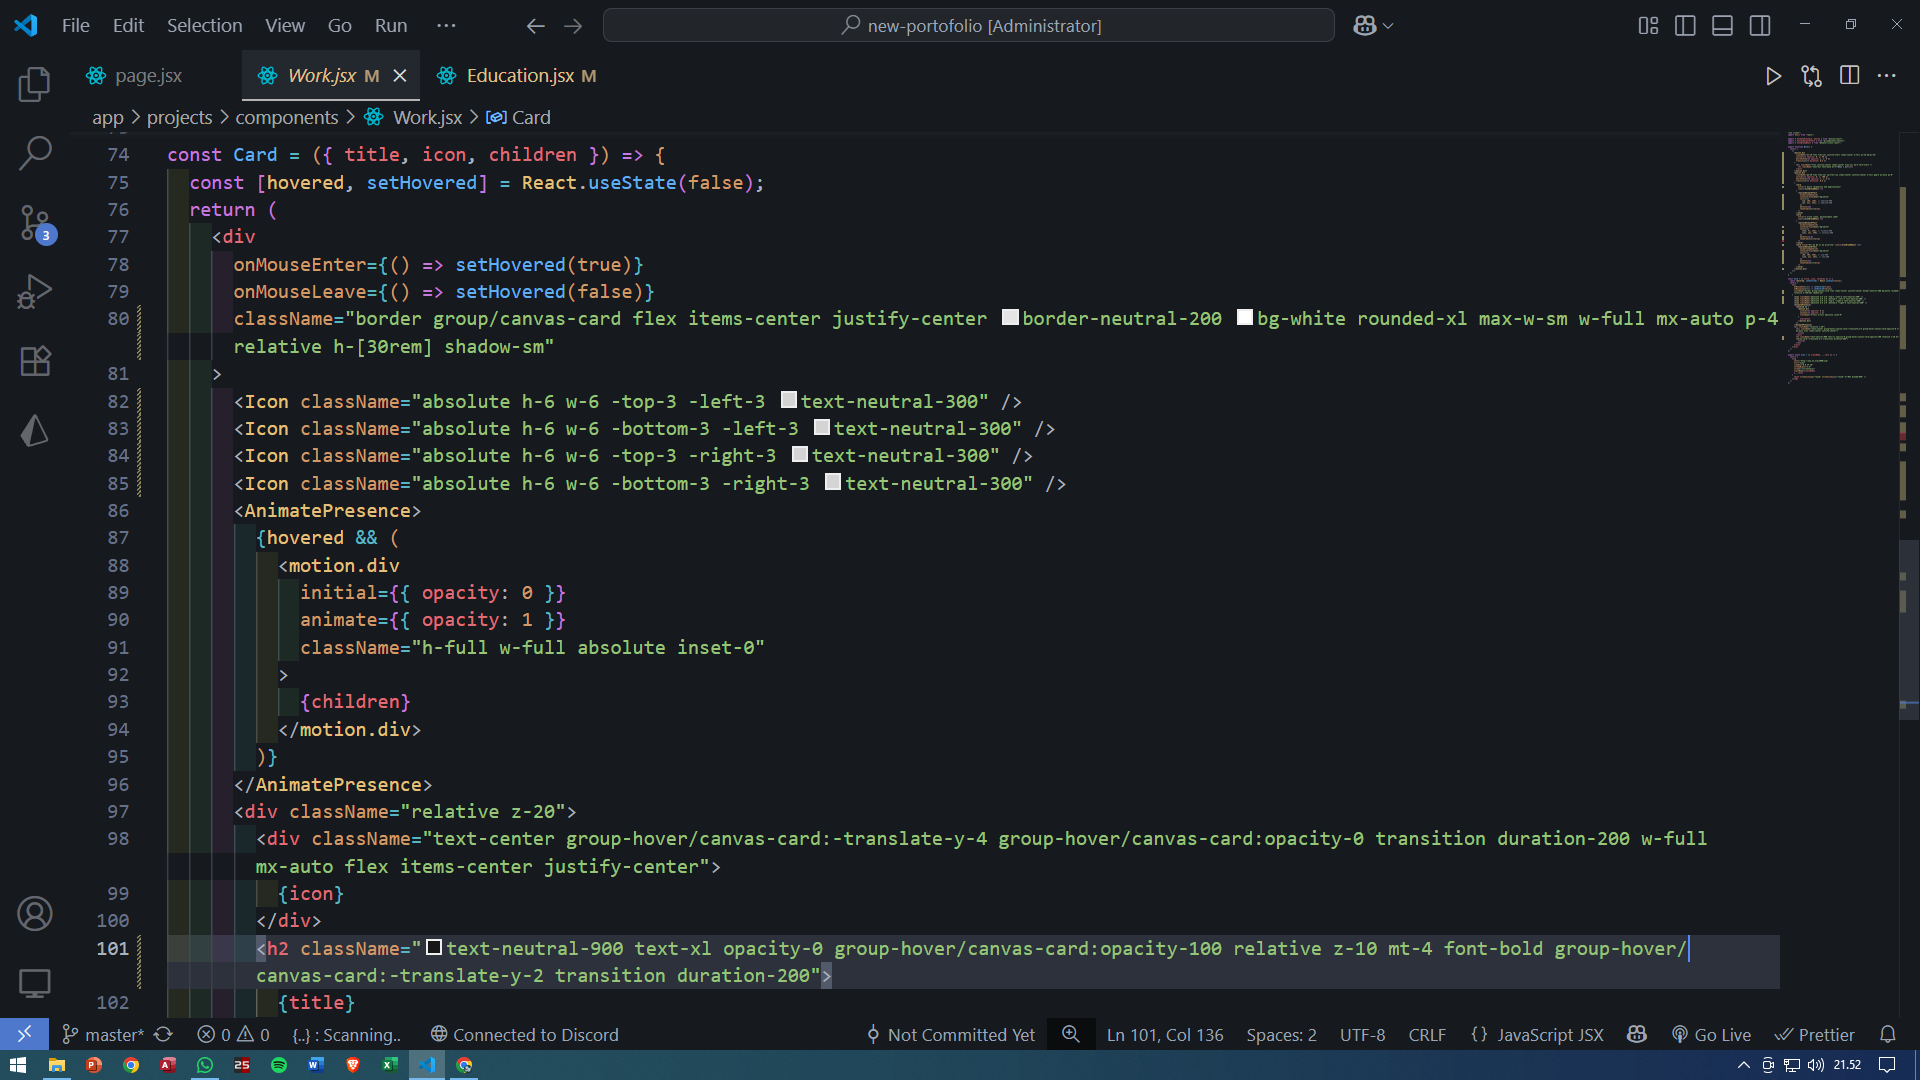 File Edit Selection View Go Run ··· new-portofolio [Administrator]
page.jsx Work.jsx M Education.jsx M
app > projects > components > Work.jsx > Card
74 const Card = ({ title, icon, children }) => {
75 const [hovered, setHovered] = React.useState(false);
76 return (
77 <div
78 onMouseEnter={() => setHovered(true)}
79 onMouseLeave={() => setHovered(false)}
80 className="border group/canvas-card flex items-center justify-center border-neutral-200 bg-white rounded-xl max-w-sm w-full mx-auto p-4
relative h-[30rem] shadow-sm"
81 >
82 <Icon className="absolute h-6 w-6 -top-3 -left-3 text-neutral-300" />
83 <Icon className="absolute h-6 w-6 -bottom-3 -left-3 text-neutral-300" />
84 <Icon className="absolute h-6 w-6 -top-3 -right-3 text-neutral-300" />
85 <Icon className="absolute h-6 w-6 -bottom-3 -right-3 text-neutral-300" />
86 <AnimatePresence>
87 {hovered && (
88 <motion.div
89 initial={{ opacity: 0 }}
90 animate={{ opacity: 1 }}
91 className="h-full w-full absolute inset-0"
92 >
93 {children}
94 </motion.div>
95 )}
96 </AnimatePresence>
97 <div className="relative z-20">
98 <div className="text-center group-hover/canvas-card:-translate-y-4 group-hover/canvas-card:opacity-0 transition duration-200 w-full
mx-auto flex items-center justify-center">
99 {icon}
100 </div>
101 <h2 className="text-neutral-900 text-xl opacity-0 group-hover/canvas-card:opacity-100 relative z-10 mt-4 font-bold group-hover/
canvas-card:-translate-y-2 transition duration-200">
102 {title}
3
master* 0 0 {..} : Scanning.. Connected to Discord Not Committed Yet Ln 101, Col 136 Spaces: 2 UTF-8 CRLF {} JavaScript JSX Go Live Prettier
25 21.52